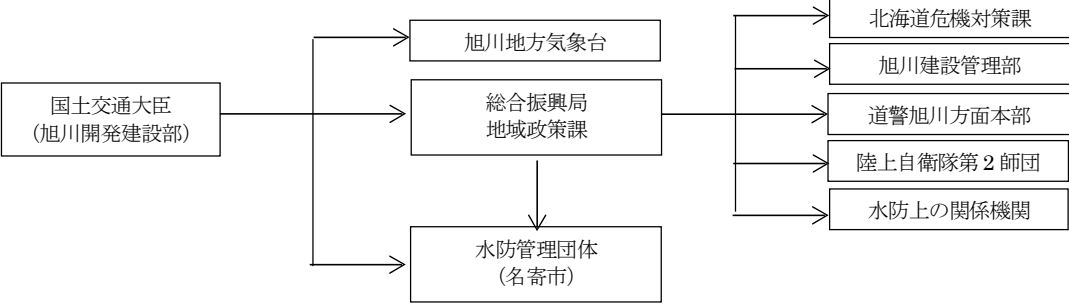 国土交通大臣
（旭川開発建設部）
旭川地方気象台
総合振興局
地域政策課
水防管理団体
（名寄市）
北海道危機対策課
旭川建設管理部
道警旭川方面本部
陸上自衛隊第２師団
水防上の関係機関